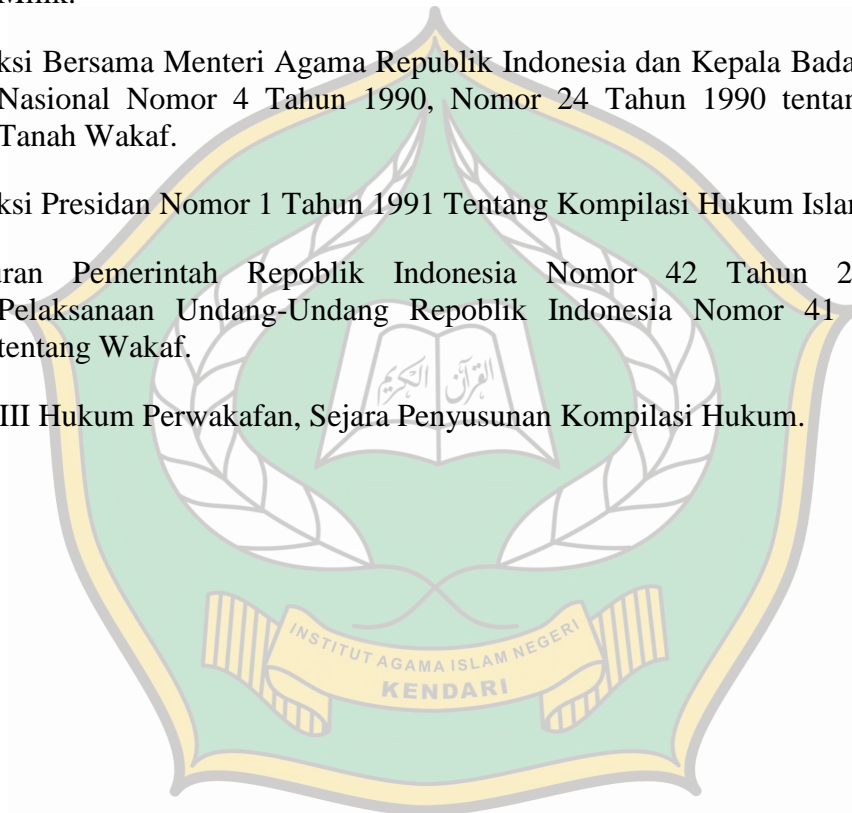 Milik.
ksi Bersama Menteri Agama Republik Indonesia dan Kepala Bada
Nasional Nomor 4 Tahun 1990, Nomor 24 Tahun 1990 tentan
Tanah Wakaf.
ksi Presidan Nomor 1 Tahun 1991 Tentang Kompilasi Hukum Islar
ran Pemerintah Repoblik Indonesia Nomor 42 Tahun 2
Pelaksanaan Undang-Undang Repoblik Indonesia Nomor 41
tentang Wakaf.
III Hukum Perwakafan, Sejara Penyusunan Kompilasi Hukum.
القرآن الكريم
INSTITUT AGAMA ISLAM NEGERI
KENDARI